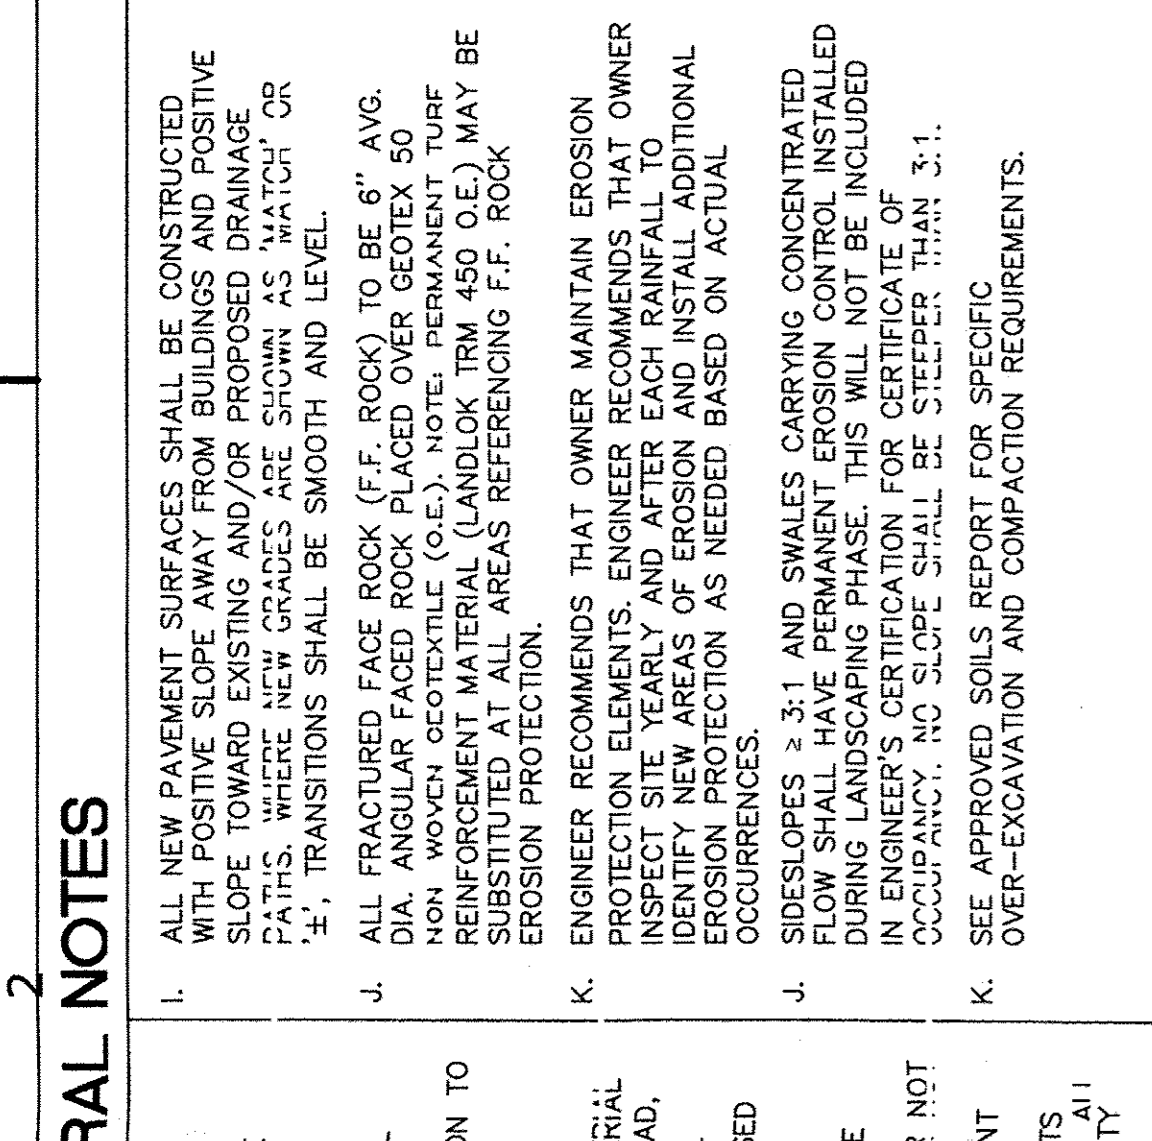 2
RAL NOTES
I. ALL NEW PAVEMENT SURFACES SHALL BE CONSTRUCTED
WITH POSITIVE SLOPE AWAY FROM BUILDINGS AND POSITIVE
SLOPE TOWARD EXISTING AND/OR PROPOSED DRAINAGE
PATHS. WHERE NEW GRADES ARE SHOWN AS 'MATCH' OR
'±', TRANSITIONS SHALL BE SMOOTH AND LEVEL.
J. ALL FRACTURED FACE ROCK (F.F. ROCK) TO BE 6" AVG.
DIA. ANGULAR FACED ROCK PLACED OVER GEOTEX 50
NON WOVEN GEOTEXTILE (O.E.). NOTE: PERMANENT TURF
REINFORCEMENT MATERIAL (LANDLOK TRM 450 O.E.) MAY BE
SUBSTITUTED AT ALL AREAS REFERENCING F.F. ROCK
EROSION PROTECTION.
K. ENGINEER RECOMMENDS THAT OWNER MAINTAIN EROSION
PROTECTION ELEMENTS. ENGINEER RECOMMENDS THAT OWNER
INSPECT SITE YEARLY AND AFTER EACH RAINFALL TO
IDENTIFY NEW AREAS OF EROSION AND INSTALL ADDITIONAL
EROSION PROTECTION AS NEEDED BASED ON ACTUAL
OCCURRENCES.
J. SIDESLOPES ≥ 3:1 AND SWALES CARRYING CONCENTRATED
FLOW SHALL HAVE PERMANENT EROSION CONTROL INSTALLED
DURING LANDSCAPING PHASE. THIS WILL NOT BE INCLUDED
IN ENGINEER'S CERTIFICATION FOR CERTIFICATE OF
OCCUPANCY. NO SLOPE SHALL BE STEEPER THAN 3:1.
K. SEE APPROVED SOILS REPORT FOR SPECIFIC
OVER-EXCAVATION AND COMPACTION REQUIREMENTS.
ON TO
RIAL
AD,
SED
E
R NOT
NT
TS
ALL
TY